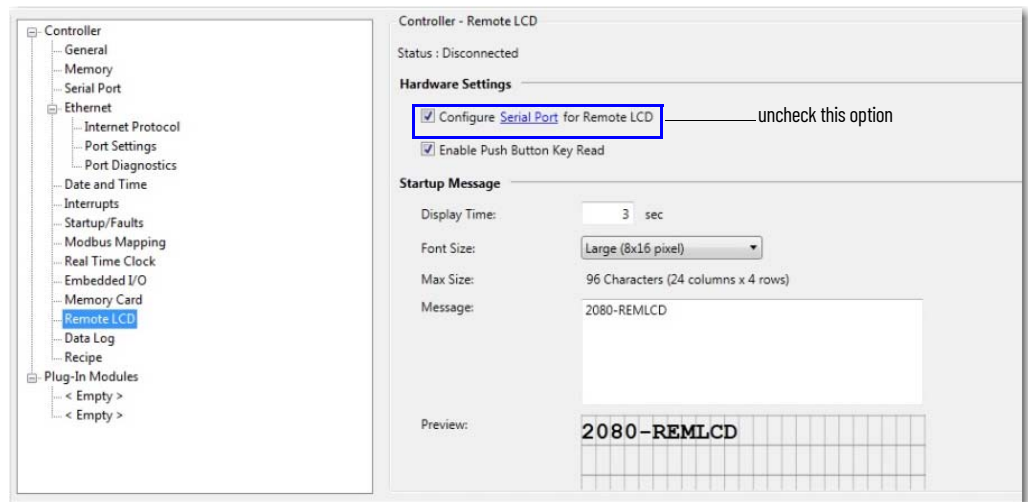 Controller
General
Memory
Serial Port
Ethernet
Internet Protocol
Port Settings
Port Diagnostics
Date and Time
Interrupts
Startup/Faults
Modbus Mapping
Real Time Clock
Embedded I/O
Memory Card
Remote LCD
Data Log
Recipe
Plug-In Modules
< Empty >
< Empty >
Controller - Remote LCD
Status : Disconnected
Hardware Settings
Configure Serial Port for Remote LCD uncheck this option
Enable Push Button Key Read
Startup Message
Display Time: 3 sec
Font Size: Large (8x16 pixel)
Max Size: 96 Characters (24 columns x 4 rows)
Message: 2080-REMLCD
Preview: 2080-REMLCD